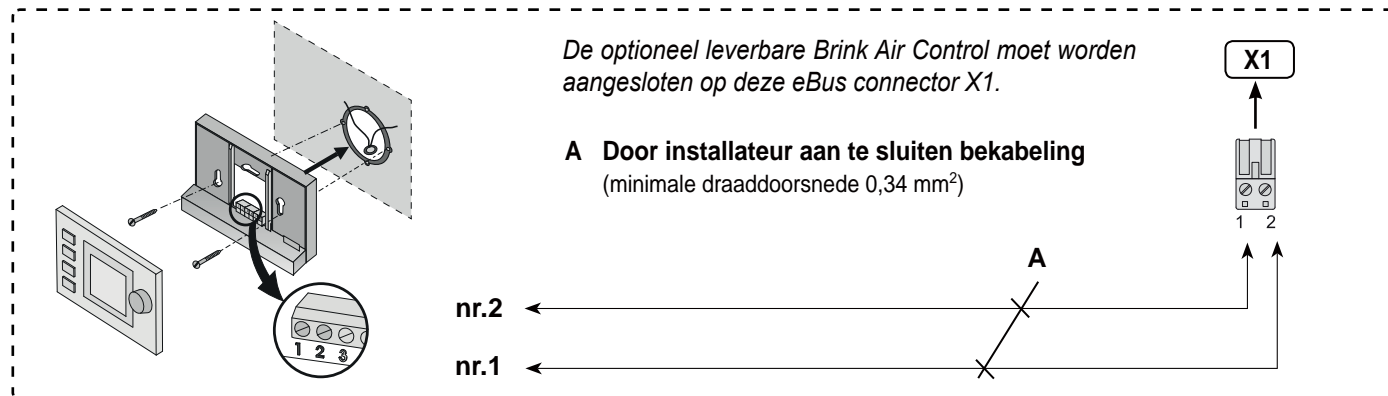 De optioneel leverbare Brink Air Control moet worden
aangesloten op deze eBus connector X1.
X1
A Door installateur aan te sluiten bekabeling
(minimale draaddoorsnede 0,34 mm²)
1 2
A
nr.2
1 2 3
nr.1